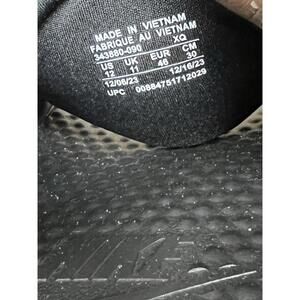 MADE IN VIETNAM
FABRIQUE AU VIETNAM
343880-090 XQ
US UK EUR CM
12 11 46 30
12/06/23 12/16/23
UPC 00884751712029
NIKE